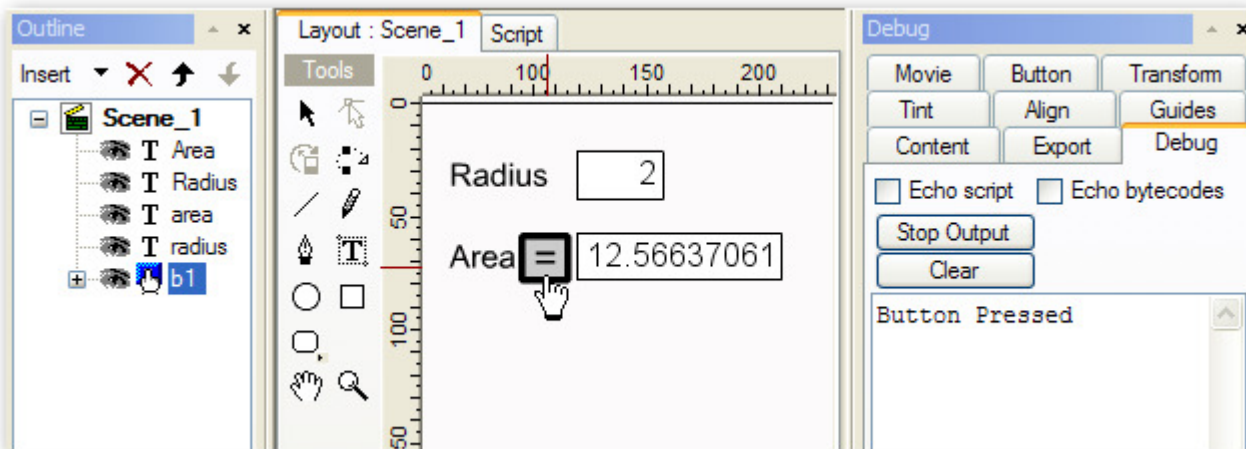 Outline
Insert
Scene_1
T Area
T Radius
T area
T radius
b1
Layout : Scene_1 Script
Tools
0 100 150 200
0
50
100
50
Radius 2
Area = 12.56637061
Debug
Movie Button Transform
Tint Align Guides
Content Export Debug
Echo script Echo bytecodes
Stop Output
Clear
Button Pressed